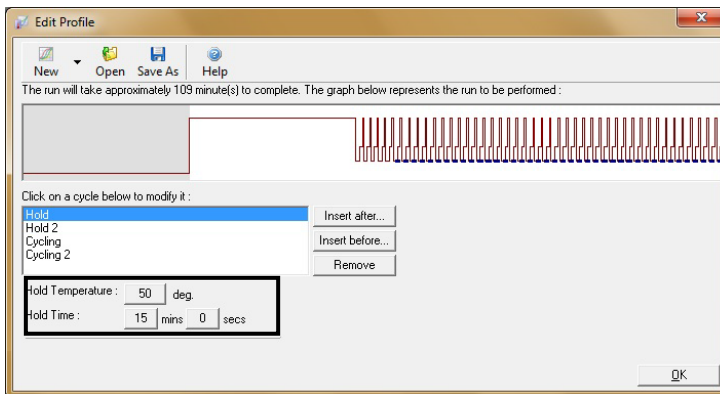 Edit Profile
New Open Save As Help
The run will take approximately 109 minute(s) to complete. The graph below represents the run to be performed :
Click on a cycle below to modify it :
Hold
Hold 2
Cycling
Cycling 2
Insert after...
Insert before...
Remove
Hold Temperature : 50 deg.
Hold Time : 15 mins 0 secs
OK